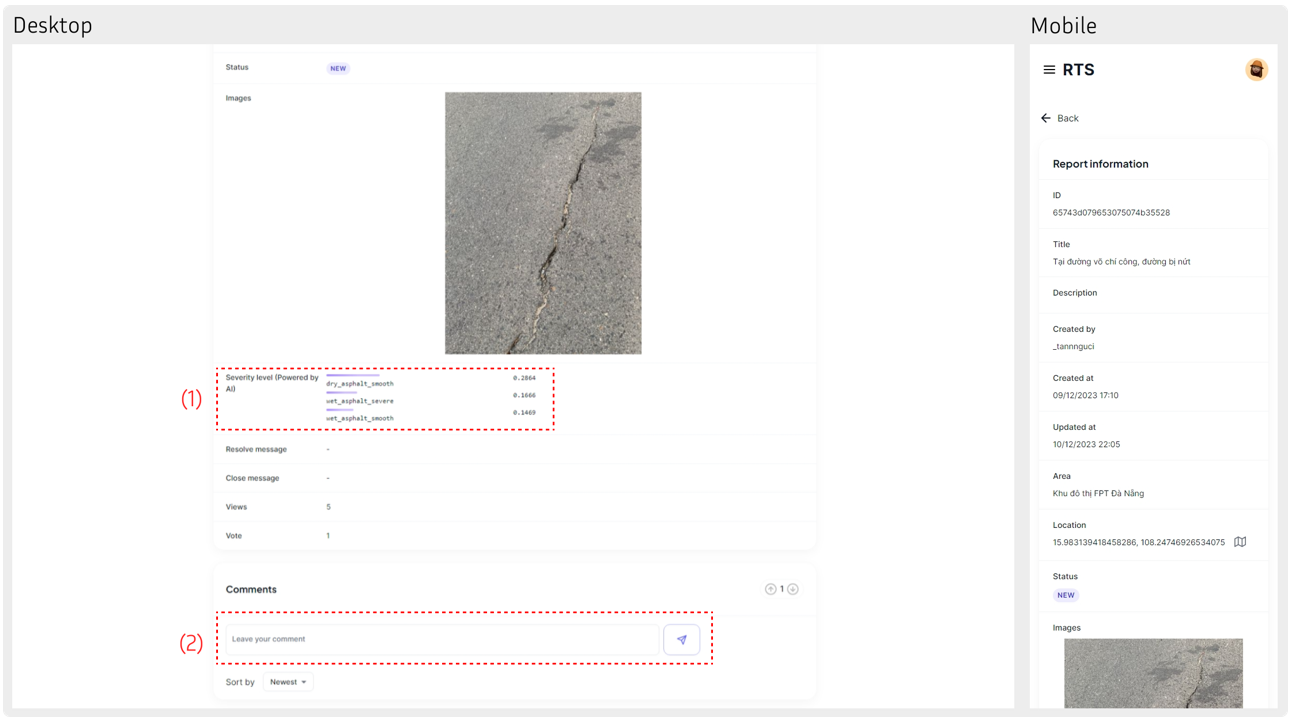 Desktop
Status
NEW
Images
(1)
Severity level (Powered by
AI)
dry_asphalt_smooth
0.2864
wet_asphalt_severe
0.1666
wet_asphalt_smooth
0.1469
Resolve message
-
Close message
-
Views
5
Vote
1
Comments
1
(2)
Leave your comment
Sort by
Newest
Mobile
RTS
Back
Report information
ID
65743d079653075074b35528
Title
Tại đường võ chí công, đường bị nứt
Description
Created by
_tannnguci
Created at
09/12/2023 17:10
Updated at
10/12/2023 22:05
Area
Khu đô thị FPT Đà Nẵng
Location
15.983139418458286, 108.24746926534075
Status
NEW
Images